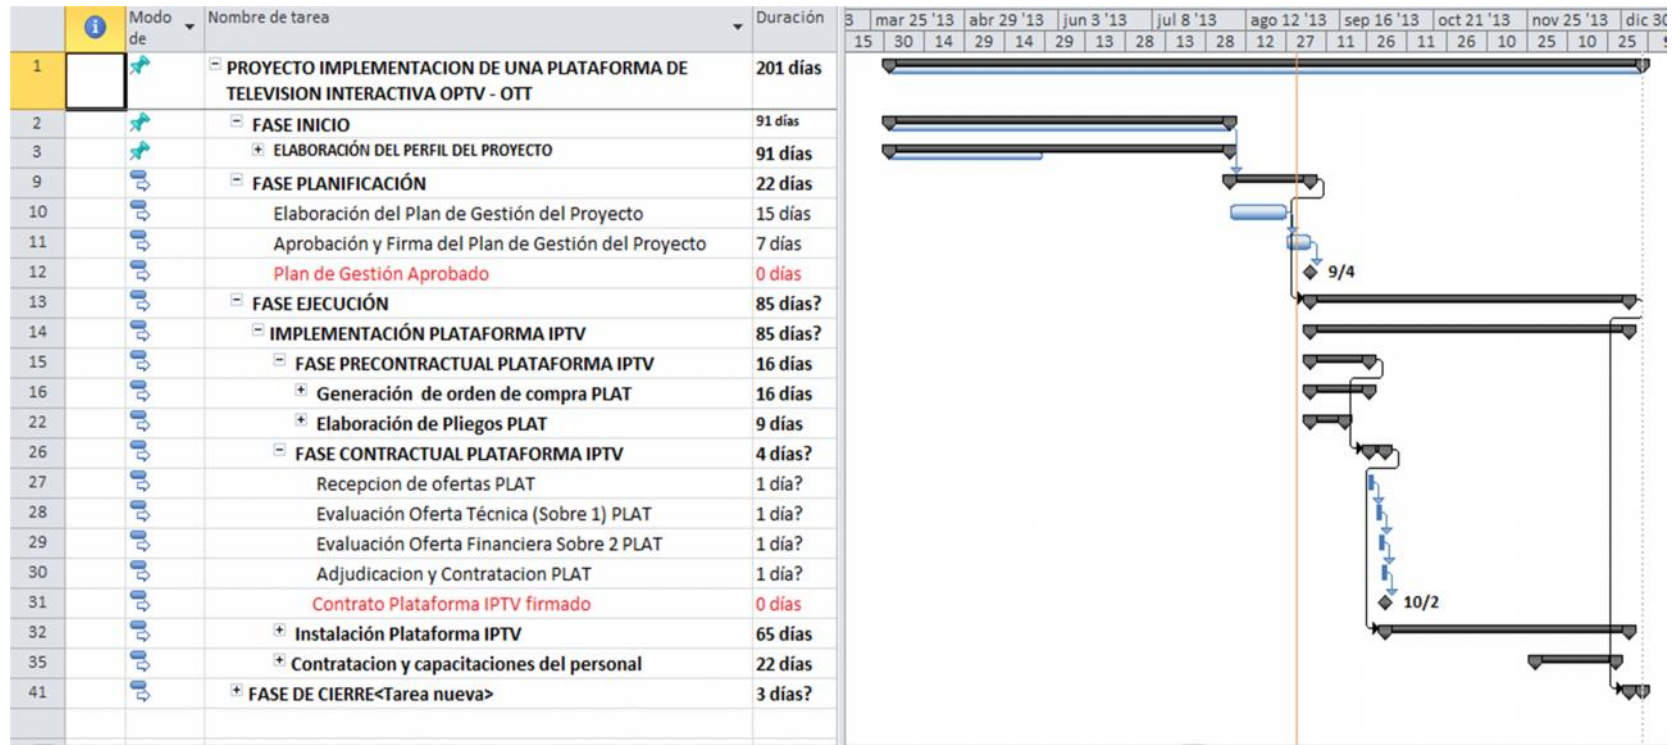 Modo de
Nombre de tarea
Duración
3 mar 25 '13 abr 29 '13 jun 3 '13 jul 8 '13 ago 12 '13 sep 16 '13 oct 21 '13 nov 25 '13 dic 30
15 30 14 29 14 29 13 28 13 28 12 27 11 26 11 26 10 25 10 25
1 PROYECTO IMPLEMENTACION DE UNA PLATAFORMA DE 201 días
TELEVISION INTERACTIVA OPTV - OTT
2 FASE INICIO 91 días
3 ELABORACIÓN DEL PERFIL DEL PROYECTO 91 días
9 FASE PLANIFICACIÓN 22 días
10 Elaboración del Plan de Gestión del Proyecto 15 días
11 Aprobación y Firma del Plan de Gestión del Proyecto 7 días
12 Plan de Gestión Aprobado 0 días 9/4
13 FASE EJECUCIÓN 85 días?
14 IMPLEMENTACIÓN PLATAFORMA IPTV 85 días?
15 FASE PRECONTRACTUAL PLATAFORMA IPTV 16 días
16 Generación de orden de compra PLAT 16 días
22 Elaboración de Pliegos PLAT 9 días
26 FASE CONTRACTUAL PLATAFORMA IPTV 4 días?
27 Recepcion de ofertas PLAT 1 día?
28 Evaluación Oferta Técnica (Sobre 1) PLAT 1 día?
29 Evaluación Oferta Financiera Sobre 2 PLAT 1 día?
30 Adjudicacion y Contratacion PLAT 1 día?
31 Contrato Plataforma IPTV firmado 0 días 10/2
32 Instalación Plataforma IPTV 65 días
35 Contratacion y capacitaciones del personal 22 días
41 FASE DE CIERRE<Tarea nueva> 3 días?